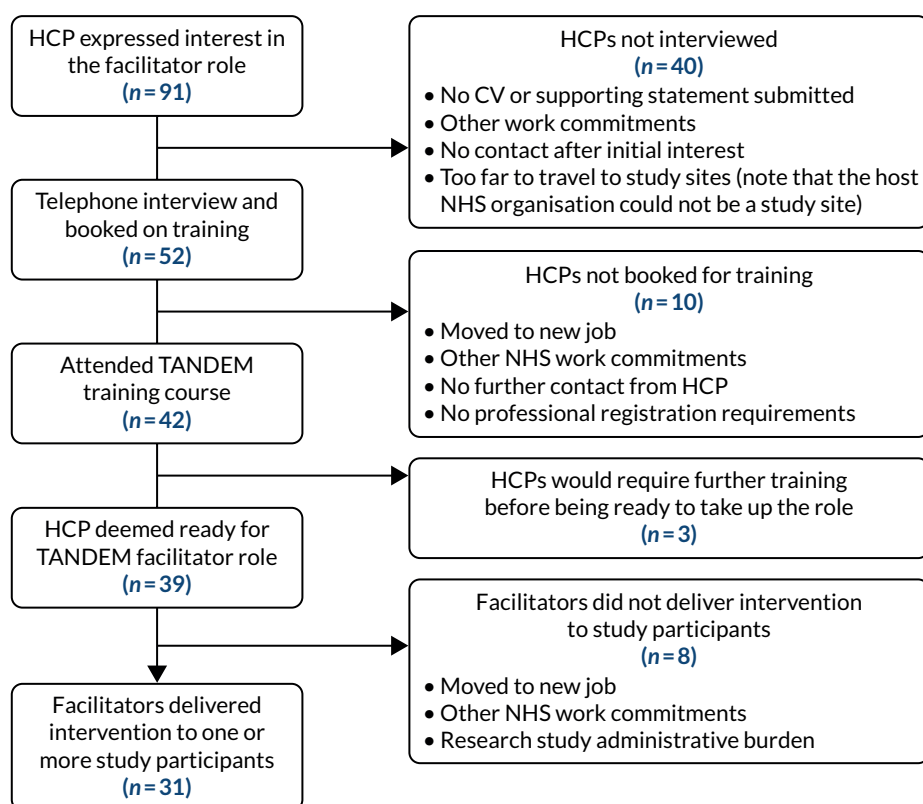 HCP expressed interest in
the facilitator role
(n=91)
HCPs not interviewed
(n=40)
• No CV or supporting statement submitted
• Other work commitments
• No contact after initial interest
• Too far to travel to study sites (note that the host
NHS organisation could not be a study site)
Telephone interview and
booked on training
(n=52)
HCPs not booked for training
(n=10)
• Moved to new job
• Other NHS work commitments
• No further contact from HCP
• No professional registration requirements
Attended TANDEM
training course
(n=42)
HCPs would require further training
before being ready to take up the role
(n=3)
HCP deemed ready for
TANDEM facilitator role
(n=39)
Facilitators did not deliver intervention
to study participants
(n=8)
• Moved to new job
• Other NHS work commitments
• Research study administrative burden
Facilitators delivered
intervention to one or
more study participants
(n=31)